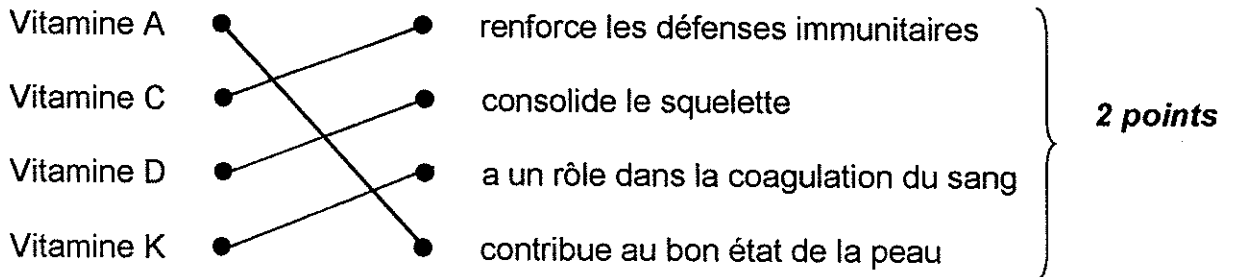 Vitamine A renforce les défenses immunitaires
Vitamine C consolide le squelette
2 points
Vitamine D a un rôle dans la coagulation du sang
Vitamine K contribue au bon état de la peau